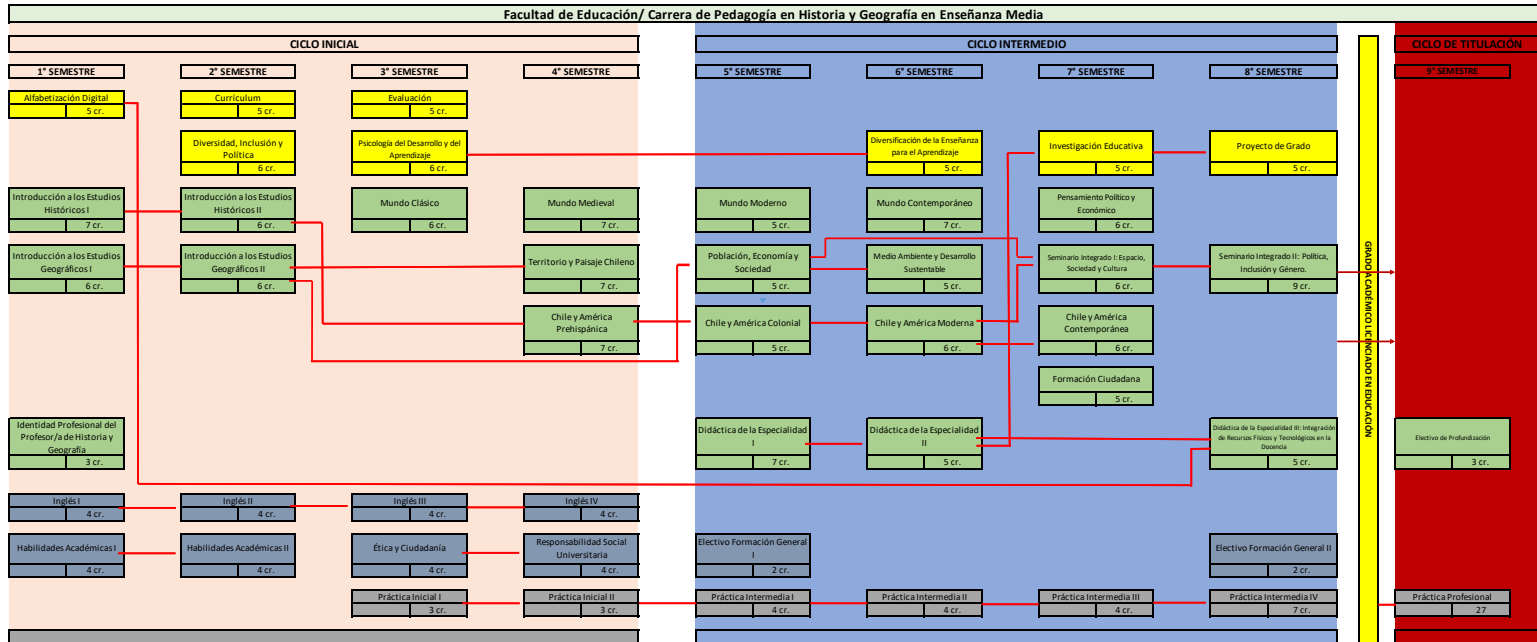 Facultad de Educación/ Carrera de Pedagogía en Historia y Geografía en Enseñanza Media
CICLO INICIAL
CICLO INTERMEDIO
CICLO DE TITULACIÓN
1° SEMESTRE
2° SEMESTRE
3° SEMESTRE
4° SEMESTRE
5° SEMESTRE
6° SEMESTRE
7° SEMESTRE
8° SEMESTRE
9° SEMESTRE
Alfabetización Digital
5 cr.
Currículum
5 cr.
Evaluación
5 cr.
Diversidad, Inclusión y
Política
6 cr.
Psicología del Desarrollo y del
Aprendizaje
6 cr.
Diversificación de la Enseñanza
para el Aprendizaje
5 cr.
Investigación Educativa
5 cr.
Proyecto de Grado
5 cr.
Introducción a los Estudios
Históricos I
7 cr.
Introducción a los Estudios
Históricos II
6 cr.
Mundo Clásico
6 cr.
Mundo Medieval
7 cr.
Mundo Moderno
5 cr.
Mundo Contemporáneo
7 cr.
Pensamiento Político y
Económico
6 cr.
Introducción a los Estudios
Geográficos I
6 cr.
Introducción a los Estudios
Geográficos II
6 cr.
Territorio y Paisaje Chileno
7 cr.
Población, Economía y
Sociedad
5 cr.
Medio Ambiente y Desarrollo
Sustentable
5 cr.
Seminario Integrado I: Espacio,
Sociedad y Cultura
6 cr.
Seminario Integrado II: Política,
Inclusión y Género.
9 cr.
GRADO ACADÉMICO LICENCIADO EN EDUCACIÓN
Chile y América
Prehispánica
7 cr.
Chile y América Colonial
5 cr.
Chile y América Moderna
6 cr.
Chile y América
Contemporánea
6 cr.
Formación Ciudadana
5 cr.
Identidad Profesional del
Profesor/a de Historia y
Geografía
3 cr.
Didáctica de la Especialidad
I
7 cr.
Didáctica de la Especialidad
II
5 cr.
Didáctica de la Especialidad III: Integración
de Recursos Físicos y Tecnológicos en la
Docencia
5 cr.
Electivo de Profundización
3 cr.
Inglés I
4 cr.
Inglés II
4 cr.
Inglés III
4 cr.
Inglés IV
4 cr.
Habilidades Académicas I
4 cr.
Habilidades Académicas II
4 cr.
Ética y Ciudadanía
4 cr.
Responsabilidad Social
Universitaria
4 cr.
Electivo Formación General
I
2 cr.
Electivo Formación General II
2 cr.
Práctica Inicial I
3 cr.
Práctica Inicial II
3 cr.
Práctica Intermedia I
4 cr.
Práctica Intermedia II
4 cr.
Práctica Intermedia III
4 cr.
Práctica Intermedia IV
7 cr.
Práctica Profesional
27